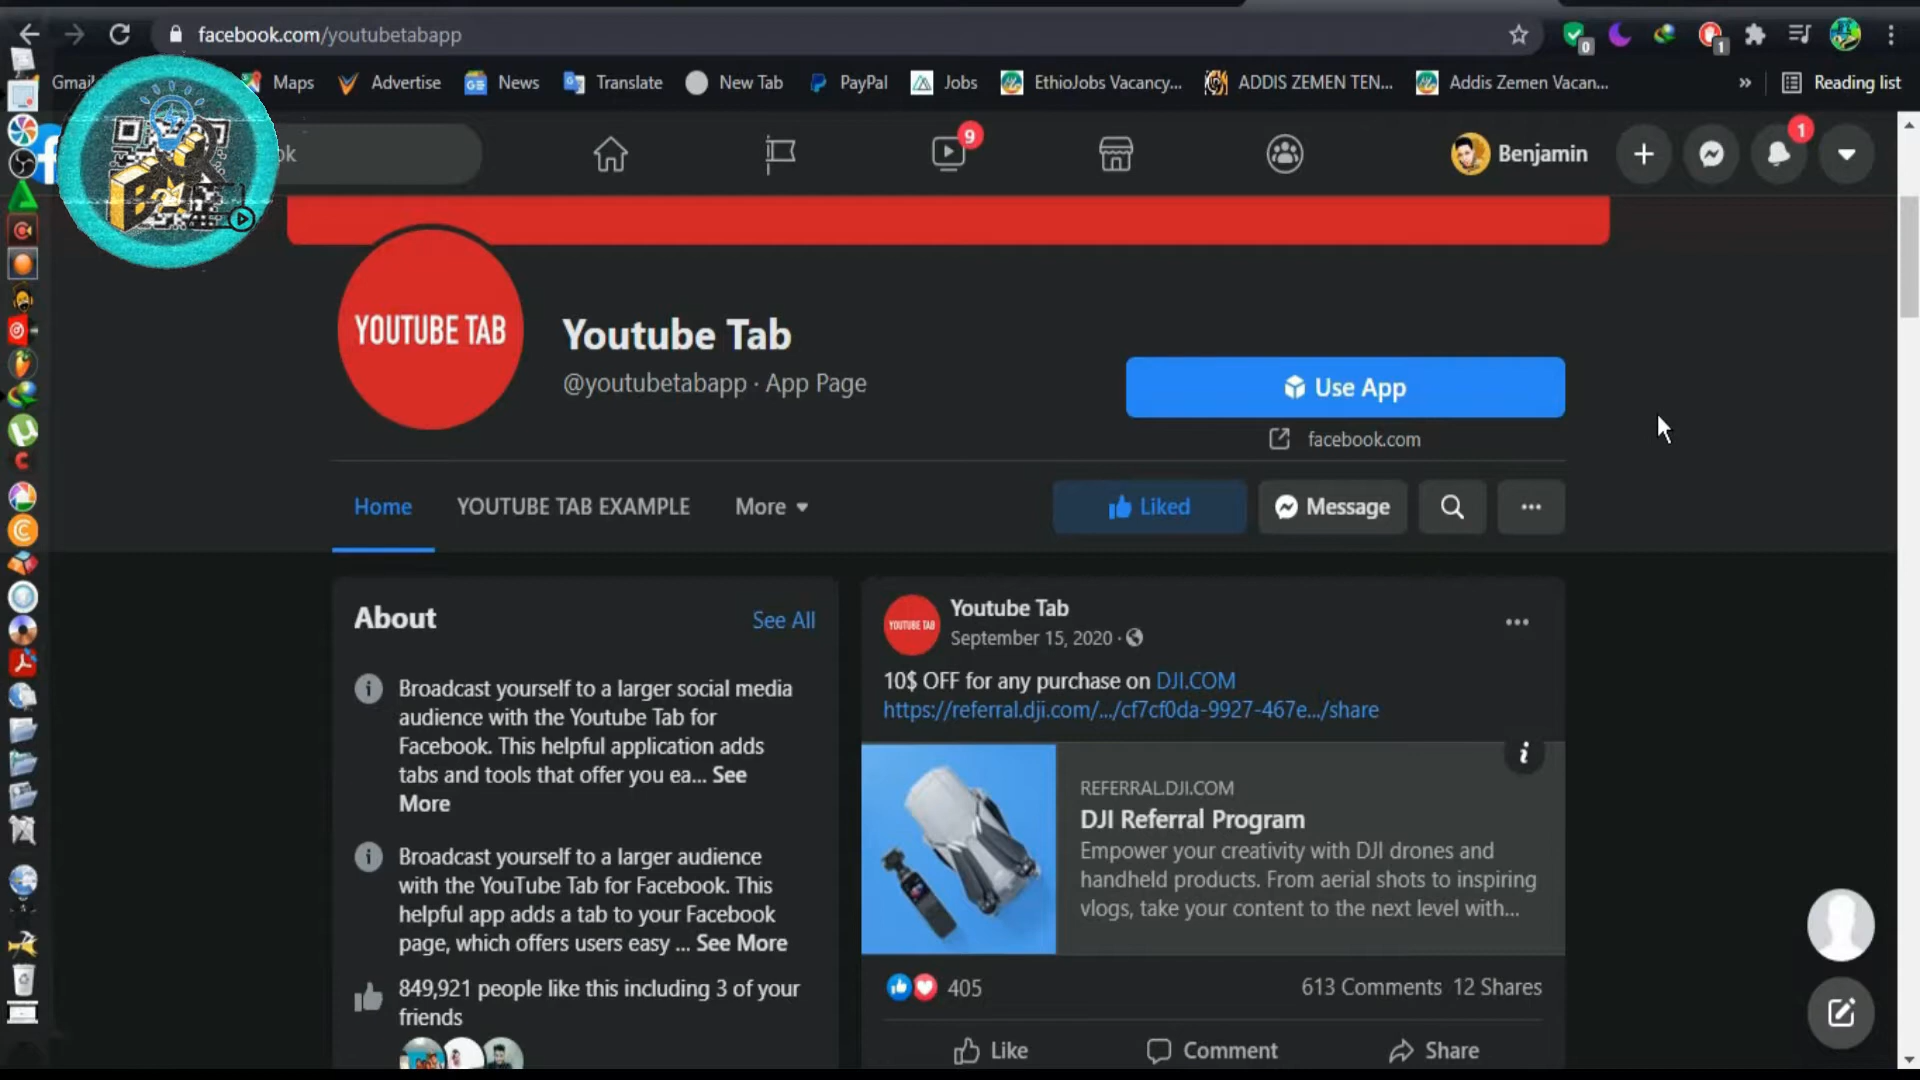 facebook.com/youtubetabapp
0
1
Gmail
Maps
Advertise
News
Translate
New Tab
PayPal
Jobs
EthioJobs Vacancy...
ADDIS ZEMEN TEN...
Addis Zemen Vacan...
»
Reading list
ok
9
Benjamin
1
YOUTUBE TAB
Youtube Tab
@youtubetabapp · App Page
Use App
facebook.com
Home
YOUTUBE TAB EXAMPLE
More
Liked
Message
About
See All
Broadcast yourself to a larger social media
audience with the Youtube Tab for
Facebook. This helpful application adds
tabs and tools that offer you ea... See
More
Broadcast yourself to a larger audience
with the YouTube Tab for Facebook. This
helpful app adds a tab to your Facebook
page, which offers users easy ... See More
849,921 people like this including 3 of your
friends
YOUTUBE TAB
Youtube Tab
September 15, 2020 ·
10$ OFF for any purchase on DJI.COM
https://referral.dji.com/.../cf7cf0da-9927-467e.../share
REFERRAL.DJI.COM
DJI Referral Program
Empower your creativity with DJI drones and
handheld products. From aerial shots to inspiring
vlogs, take your content to the next level with...
405
613 Comments 12 Shares
Like
Comment
Share